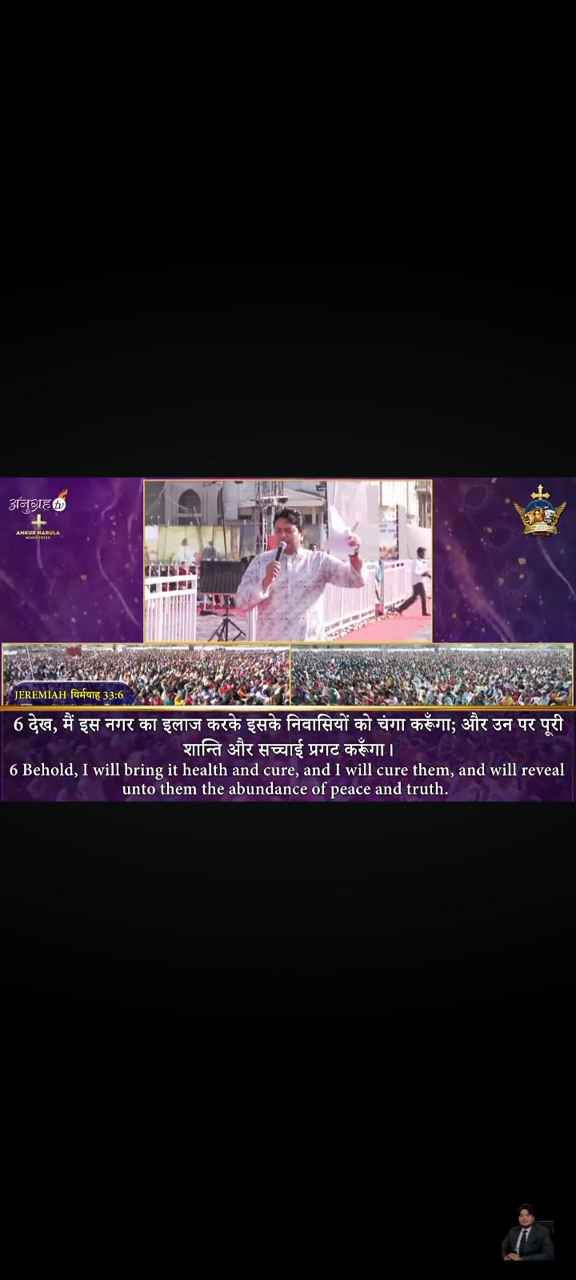 अनुग्रह tv
ANKUR NARULA
MINISTRIES
JEREMIAH यिर्मयाह 33:6
6 देख, मैं इस नगर का इलाज करके इसके निवासियों को चंगा करूँगा; और उन पर पूरी
शान्ति और सच्चाई प्रगट करूँगा।
6 Behold, I will bring it health and cure, and I will cure them, and will reveal
unto them the abundance of peace and truth.